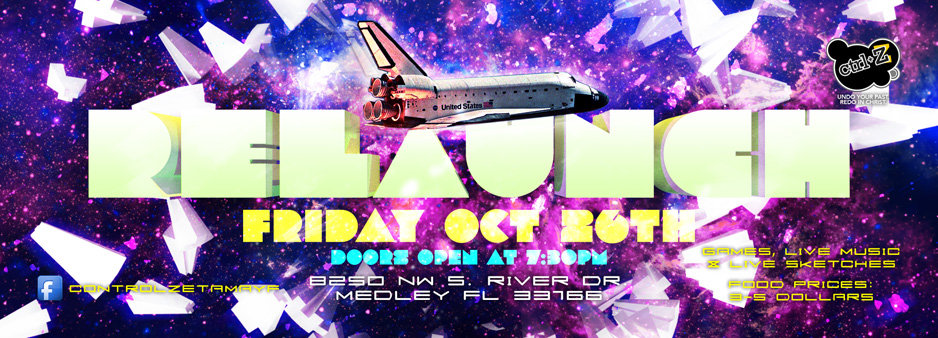 United States
ctrl+Z
UNDO YOUR PAST
REDO IN CHRIST
RELAUNCH
FRIDAY OCT 26TH
DOORS OPEN AT 7:30PM
8250 NW S. RIVER DR
MEDLEY FL 33166
GAMES, LIVE MUSIC
& LIVE SKETCHES
FOOD PRICES:
3-5 DOLLARS
f CONTROLZETAMAYF